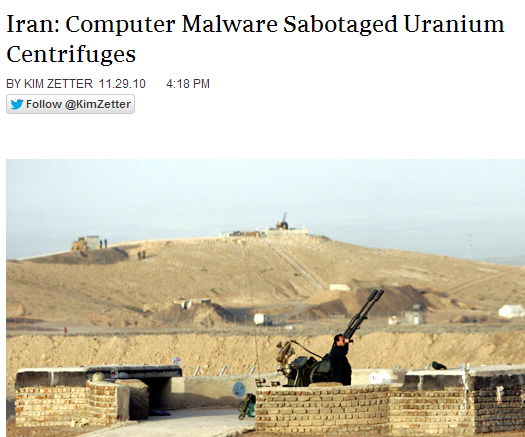 Iran: Computer Malware Sabotaged Uranium
Centrifuges
BY KIM ZETTER 11.29.10 4:18 PM
Follow @KimZetter